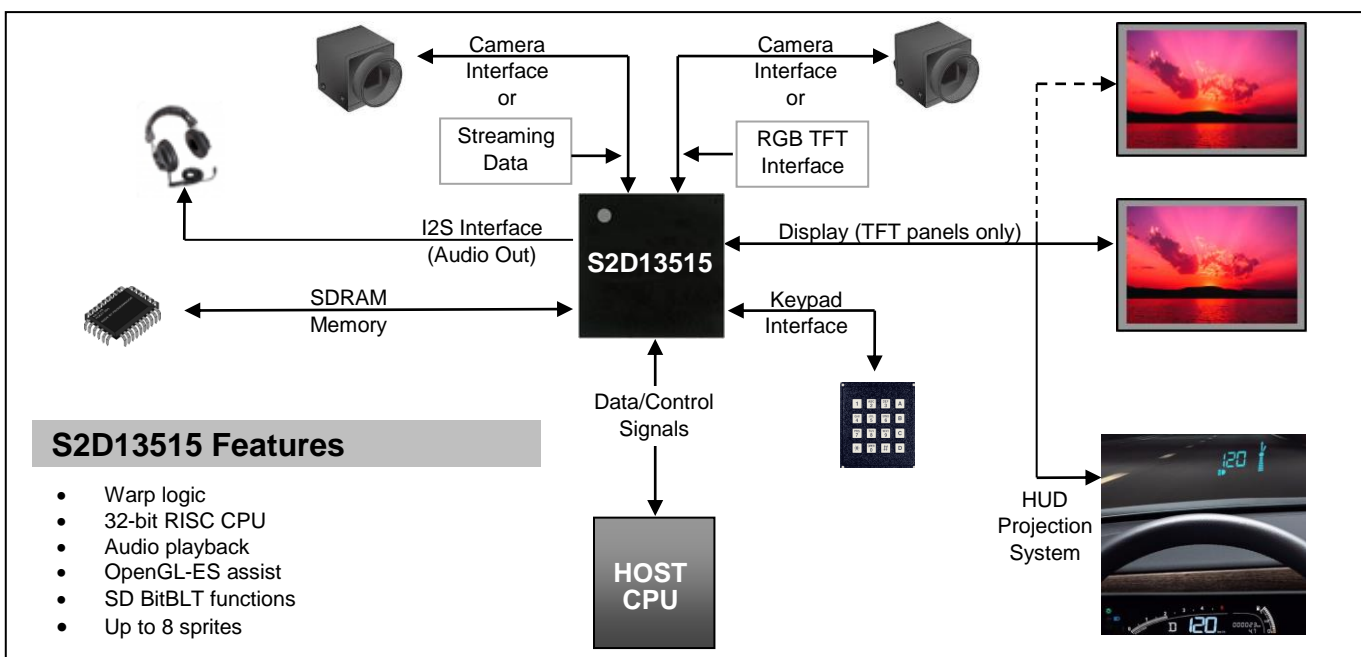 Camera
Interface
or
Streaming
Data
Camera
Interface
or
RGB TFT
Interface
I2S Interface
(Audio Out)
S2D13515
Display (TFT panels only)
SDRAM
Memory
Keypad
Interface
Data/Control
Signals
HOST
CPU
HUD
Projection
System
120
D 120
S2D13515 Features
• Warp logic
• 32-bit RISC CPU
• Audio playback
• OpenGL-ES assist
• SD BitBLT functions
• Up to 8 sprites